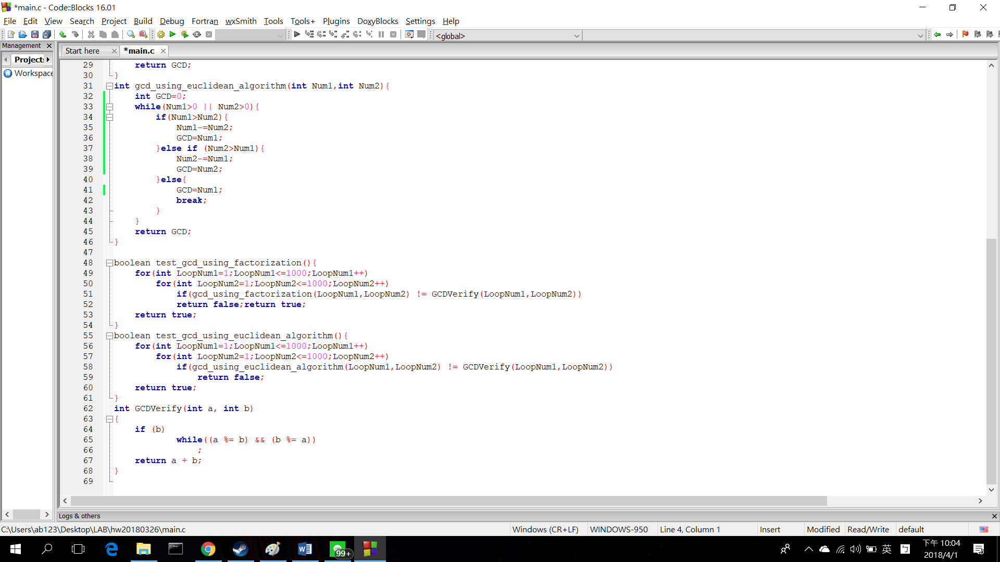 *main.c - Code::Blocks 16.01
File Edit View Search Project Build Debug Fortran wxSmith Tools Tools+ Plugins DoxyBlocks Settings Help
<global>
Management
Start here *main.c
Projects
Workspace
29 return GCD;
30 }
31 int gcd_using_euclidean_algorithm(int Num1,int Num2){
32 int GCD=0;
33 while(Num1>0 || Num2>0){
34 if(Num1>Num2){
35 Num1-=Num2;
36 GCD=Num1;
37 }else if (Num2>Num1){
38 Num2-=Num1;
39 GCD=Num2;
40 }else{
41 GCD=Num1;
42 break;
43 }
44 }
45 return GCD;
46 }
47
48 boolean test_gcd_using_factorization(){
49 for(int LoopNum1=1;LoopNum1<=1000;LoopNum1++)
50 for(int LoopNum2=1;LoopNum2<=1000;LoopNum2++)
51 if(gcd_using_factorization(LoopNum1,LoopNum2) != GCDVerify(LoopNum1,LoopNum2))
52 return false;return true;
53 return true;
54 }
55 boolean test_gcd_using_euclidean_algorithm(){
56 for(int LoopNum1=1;LoopNum1<=1000;LoopNum1++)
57 for(int LoopNum2=1;LoopNum2<=1000;LoopNum2++)
58 if(gcd_using_euclidean_algorithm(LoopNum1,LoopNum2) != GCDVerify(LoopNum1,LoopNum2))
59 return false;
60 return true;
61 }
62 int GCDVerify(int a, int b)
63 {
64 if (b)
65 while((a %= b) && (b %= a))
66 ;
67 return a + b;
68 }
69
Logs & others
C:\Users\ab123\Desktop\LAB\hw20180326\main.c Windows (CR+LF) WINDOWS-950 Line 4, Column 1 Insert Modified Read/Write default
99+
英
下午 10:04
2018/4/1